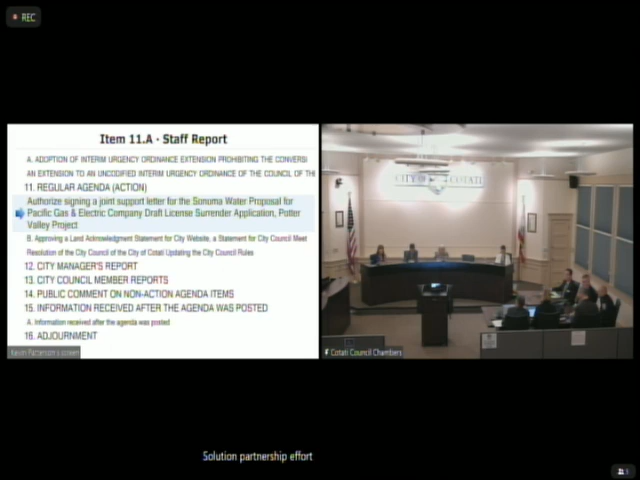 REC
Item 11.A - Staff Report
A. ADOPTION OF INTERIM URGENCY ORDINANCE EXTENSION PROHIBITING THE CONVERSI
AN EXTENSION TO AN UNCODIFIED INTERIM URGENCY ORDINANCE OF THE COUNCIL OF THE
11. REGULAR AGENDA (ACTION)
Authorize signing a joint support letter for the Sonoma Water Proposal for
Pacific Gas & Electric Company Draft License Surrender Application, Potter
Valley Project
B. Approving a Land Acknowledgment Statement for City Website, a Statement for City Council Meet
Resolution of the City Council of the City of Cotati Updating the City Council Rules
12. CITY MANAGER'S REPORT
13. CITY COUNCIL MEMBER REPORTS
14. PUBLIC COMMENT ON NON-ACTION AGENDA ITEMS
15. INFORMATION RECEIVED AFTER THE AGENDA WAS POSTED
A. Information received after the agenda was posted
16. ADJOURNMENT
CITY OF COTATI
Cotati Council Chambers
Solution partnership effort